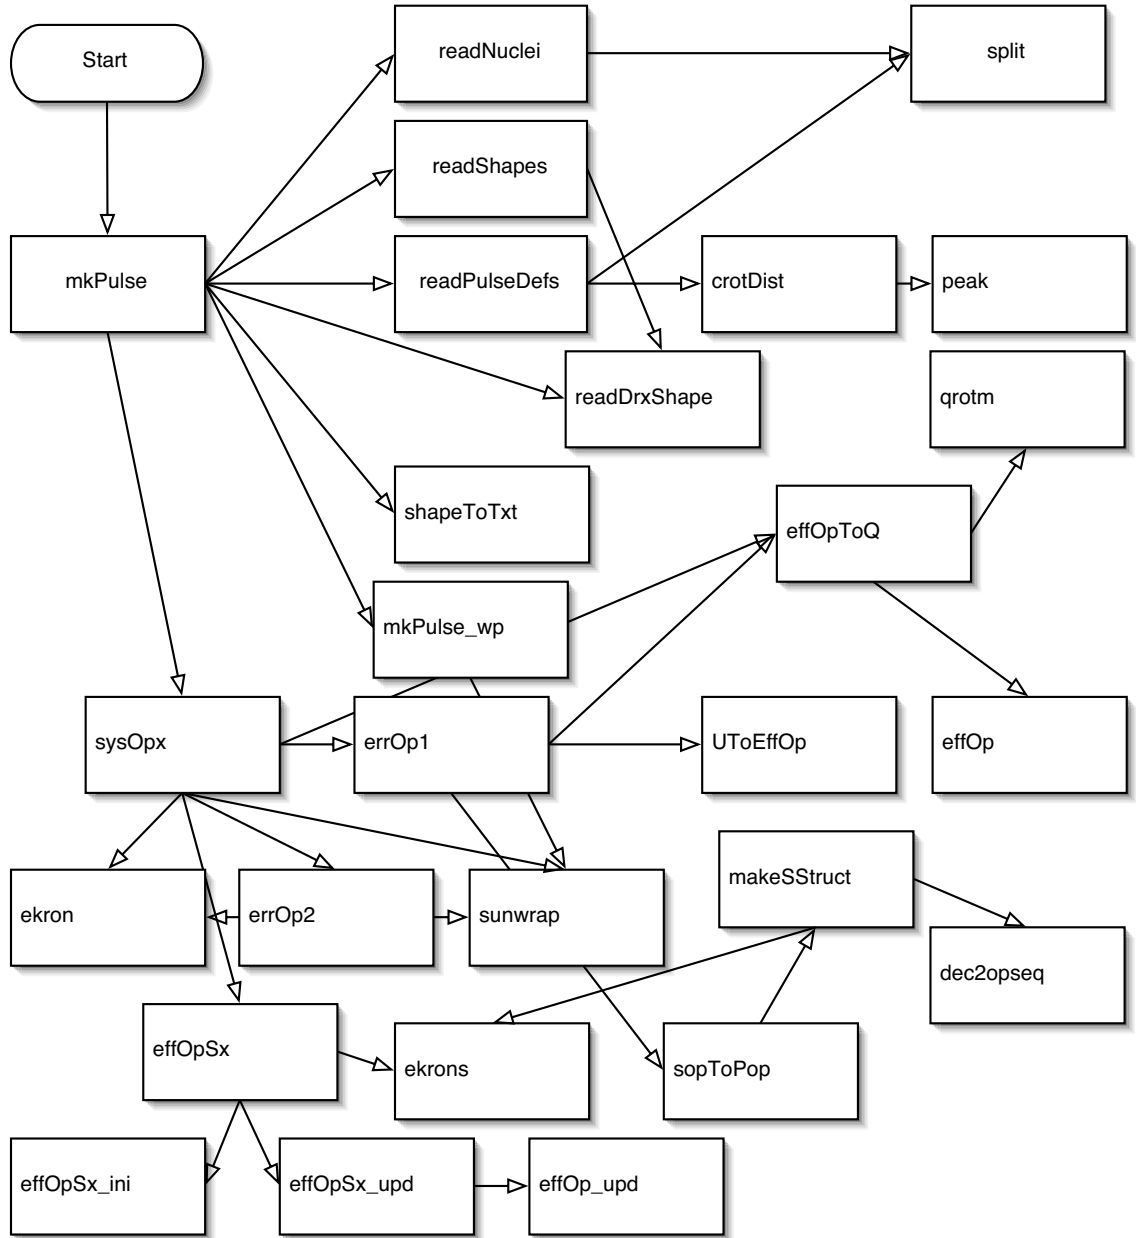 Start
readNuclei
split
readShapes
mkPulse
readPulseDefs
crotDist
peak
readDrxShape
qrotm
shapeToTxt
effOpToQ
mkPulse_wp
sysOpx
errOp1
UToEffOp
effOp
makeSStruct
ekron
errOp2
sunwrap
dec2opseq
effOpSx
ekrons
sopToPop
effOpSx_ini
effOpSx_upd
effOp_upd